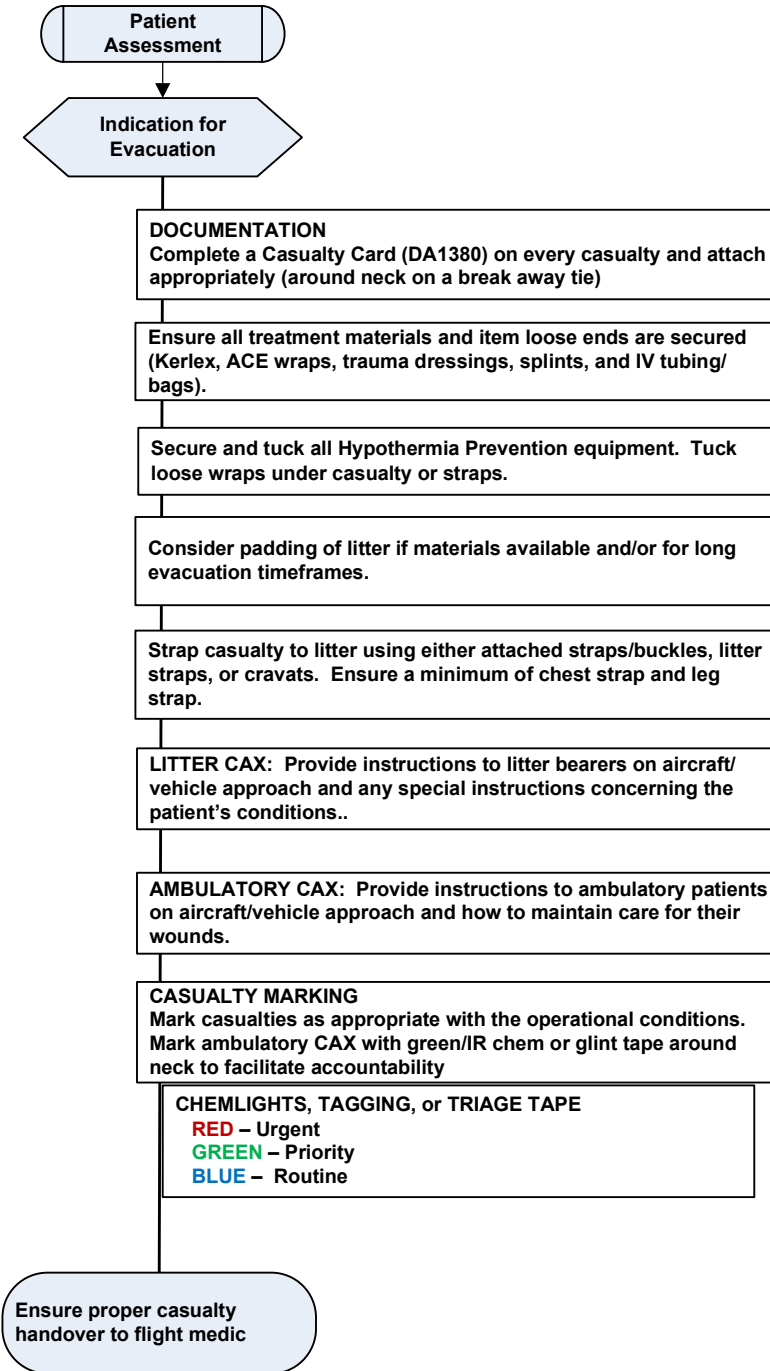 Patient
Assessment
Indication for
Evacuation
DOCUMENTATION
Complete a Casualty Card (DA1380) on every casualty and attach
appropriately (around neck on a break away tie)
Ensure all treatment materials and item loose ends are secured
(Kerlex, ACE wraps, trauma dressings, splints, and IV tubing/
bags).
Secure and tuck all Hypothermia Prevention equipment.  Tuck
loose wraps under casualty or straps.
Consider padding of litter if materials available and/or for long
evacuation timeframes.
Strap casualty to litter using either attached straps/buckles, litter
straps, or cravats.  Ensure a minimum of chest strap and leg
strap.
LITTER CAX:  Provide instructions to litter bearers on aircraft/
vehicle approach and any special instructions concerning the
patient’s conditions..
AMBULATORY CAX:  Provide instructions to ambulatory patients
on aircraft/vehicle approach and how to maintain care for their
wounds.
CASUALTY MARKING
Mark casualties as appropriate with the operational conditions.
Mark ambulatory CAX with green/IR chem or glint tape around
neck to facilitate accountability
CHEMLIGHTS, TAGGING, or TRIAGE TAPE
RED – Urgent
GREEN – Priority
BLUE –  Routine
Ensure proper casualty
handover to flight medic